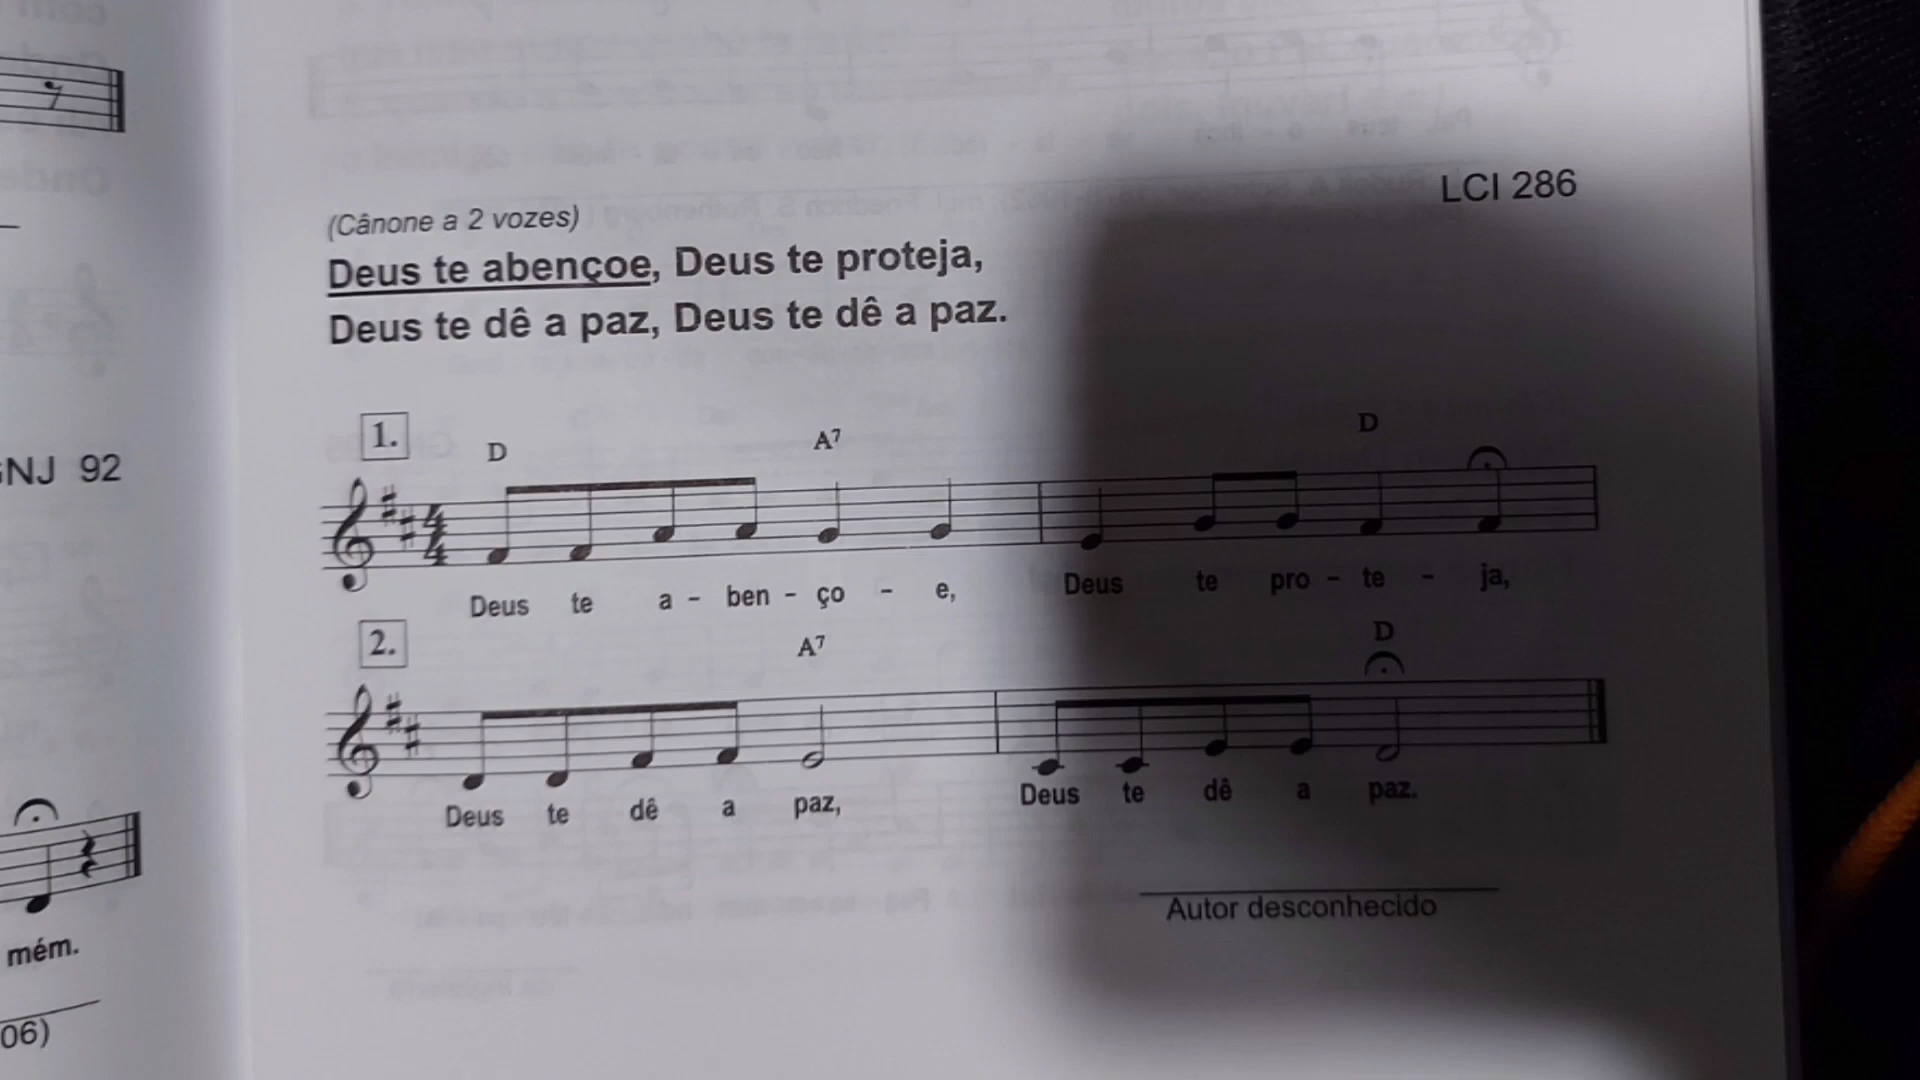 LCI 286
(Cânone a 2 vozes)
Deus te abençoe, Deus te proteja,
Deus te dê a paz, Deus te dê a paz.
1. D A7 D
4/4
Deus te a - ben - ço - e, Deus te pro - te - ja,
2. A7 D
Deus te dê a paz, Deus te dê a paz.
Autor desconhecido
NJ 92
mém.
06)